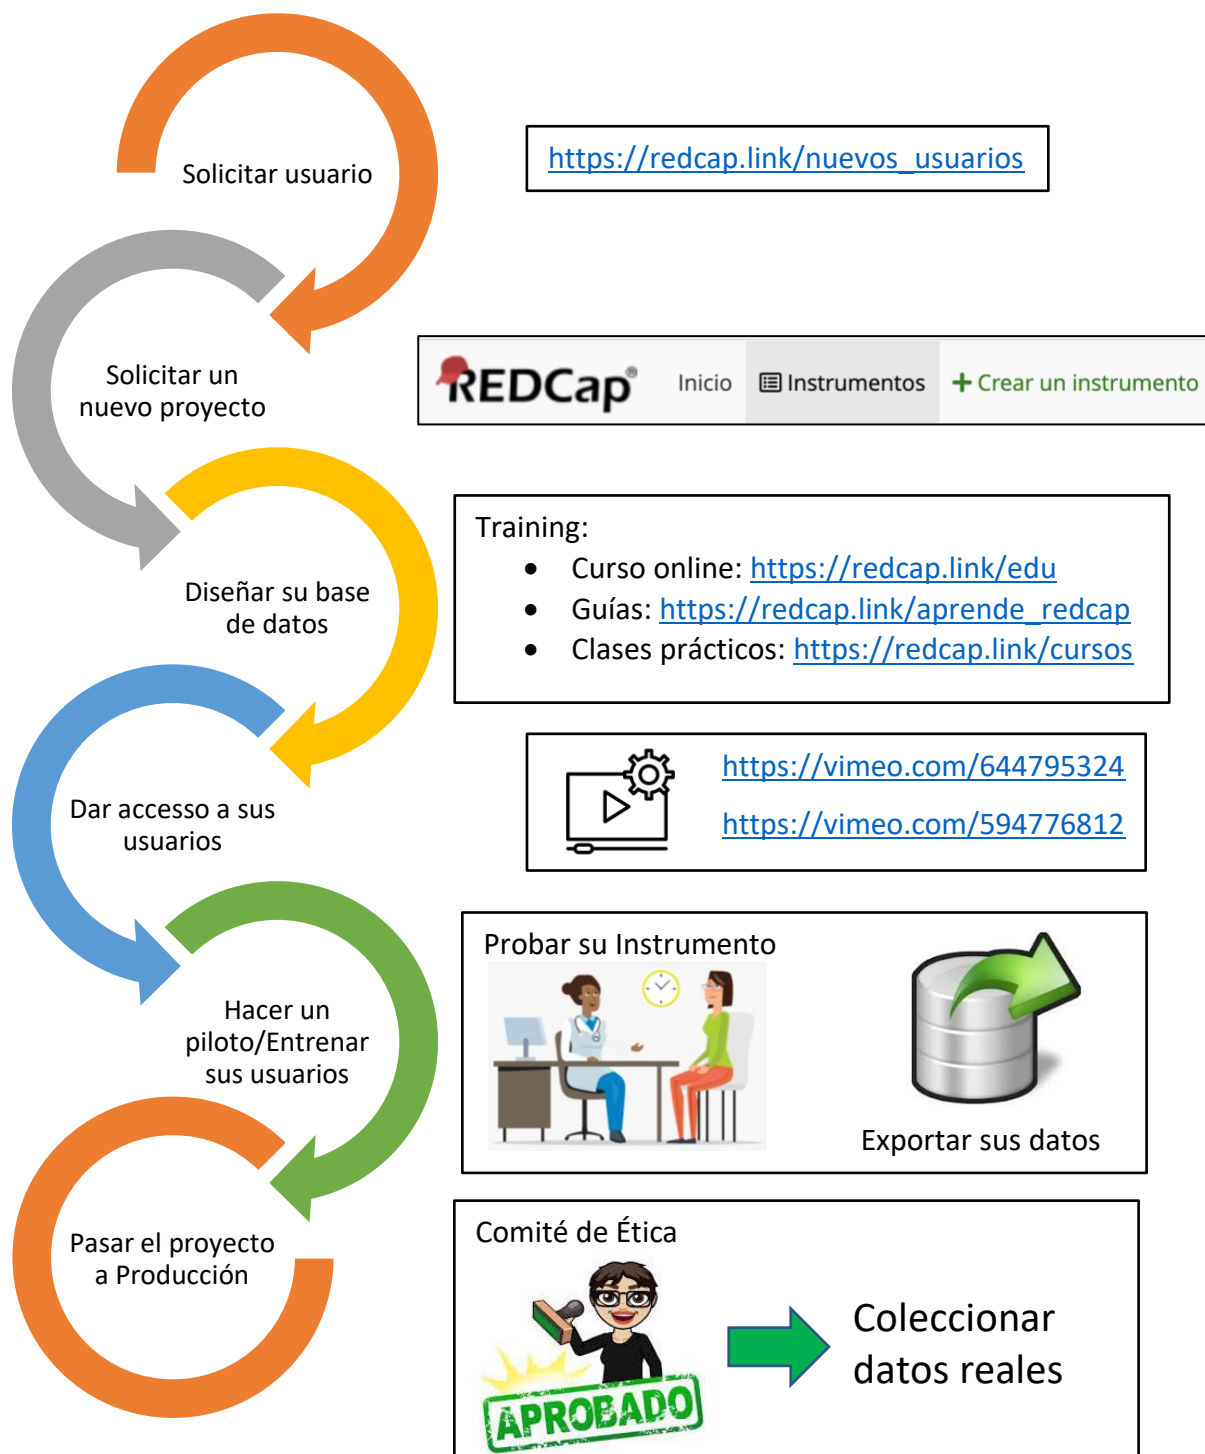 Solicitar usuario
https://redcap.link/nuevos_usuarios
Solicitar un
nuevo proyecto
REDCap® Inicio Instrumentos + Crear un instrumento
Diseñar su base
de datos
Training:
• Curso online: https://redcap.link/edu
• Guías: https://redcap.link/aprende_redcap
• Clases prácticos: https://redcap.link/cursos
Dar accesso a sus
usuarios
https://vimeo.com/644795324
https://vimeo.com/594776812
Hacer un
piloto/Entrenar
sus usuarios
Probar su Instrumento
Exportar sus datos
Pasar el proyecto
a Producción
Comité de Ética
APROBADO
Coleccionar
datos reales